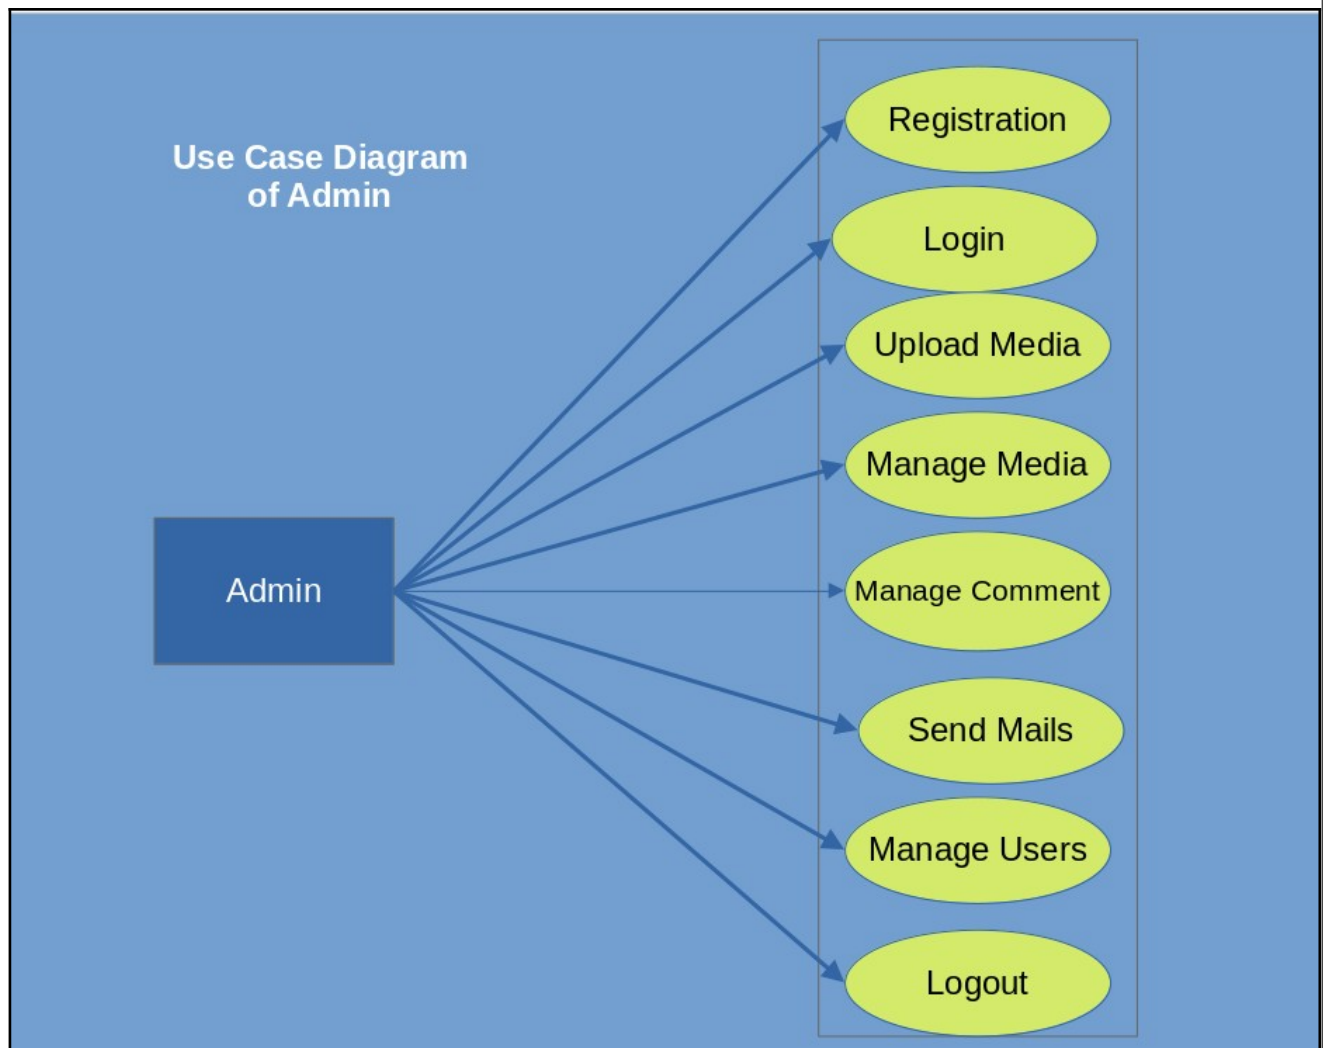 Use Case Diagram
of Admin
Registration
Login
Upload Media
Manage Media
Admin
Manage Comment
Send Mails
Manage Users
Logout